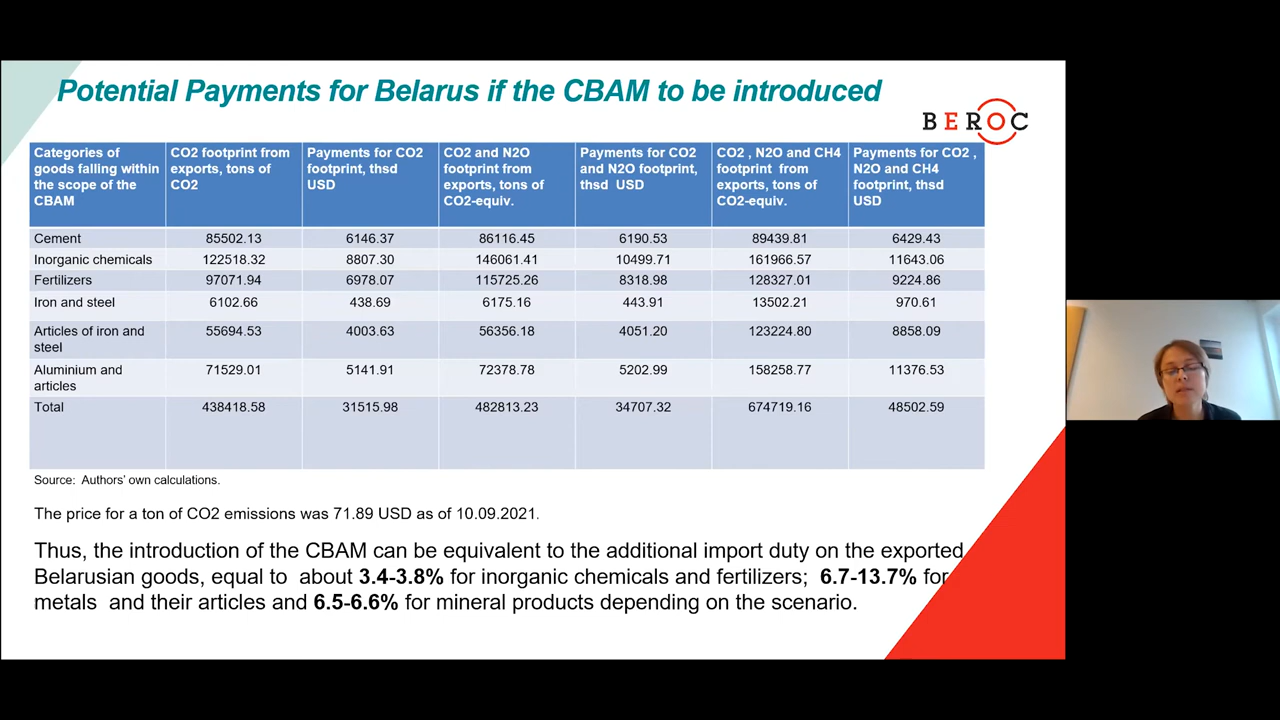 Potential Payments for Belarus if the CBAM to be introduced
BEROC
Categories of goods falling within the scope of the CBAM | CO2 footprint from exports, tons of CO2 | Payments for CO2 footprint, thsd USD | CO2 and N2O footprint from exports, tons of CO2-equiv. | Payments for CO2 and N2O footprint, thsd USD | CO2 , N2O and CH4 footprint from exports, tons of CO2-equiv. | Payments for CO2 , N2O and CH4 footprint, thsd USD
Cement | 85502.13 | 6146.37 | 86116.45 | 6190.53 | 89439.81 | 6429.43
Inorganic chemicals | 122518.32 | 8807.30 | 146061.41 | 10499.71 | 161966.57 | 11643.06
Fertilizers | 97071.94 | 6978.07 | 115725.26 | 8318.98 | 128327.01 | 9224.86
Iron and steel | 6102.66 | 438.69 | 6175.16 | 443.91 | 13502.21 | 970.61
Articles of iron and steel | 55694.53 | 4003.63 | 56356.18 | 4051.20 | 123224.80 | 8858.09
Aluminium and articles | 71529.01 | 5141.91 | 72378.78 | 5202.99 | 158258.77 | 11376.53
Total | 438418.58 | 31515.98 | 482813.23 | 34707.32 | 674719.16 | 48502.59
Source: Authors' own calculations.
The price for a ton of CO2 emissions was 71.89 USD as of 10.09.2021.
Thus, the introduction of the CBAM can be equivalent to the additional import duty on the exported
Belarusian goods, equal to about 3.4-3.8% for inorganic chemicals and fertilizers; 6.7-13.7% for
metals and their articles and 6.5-6.6% for mineral products depending on the scenario.